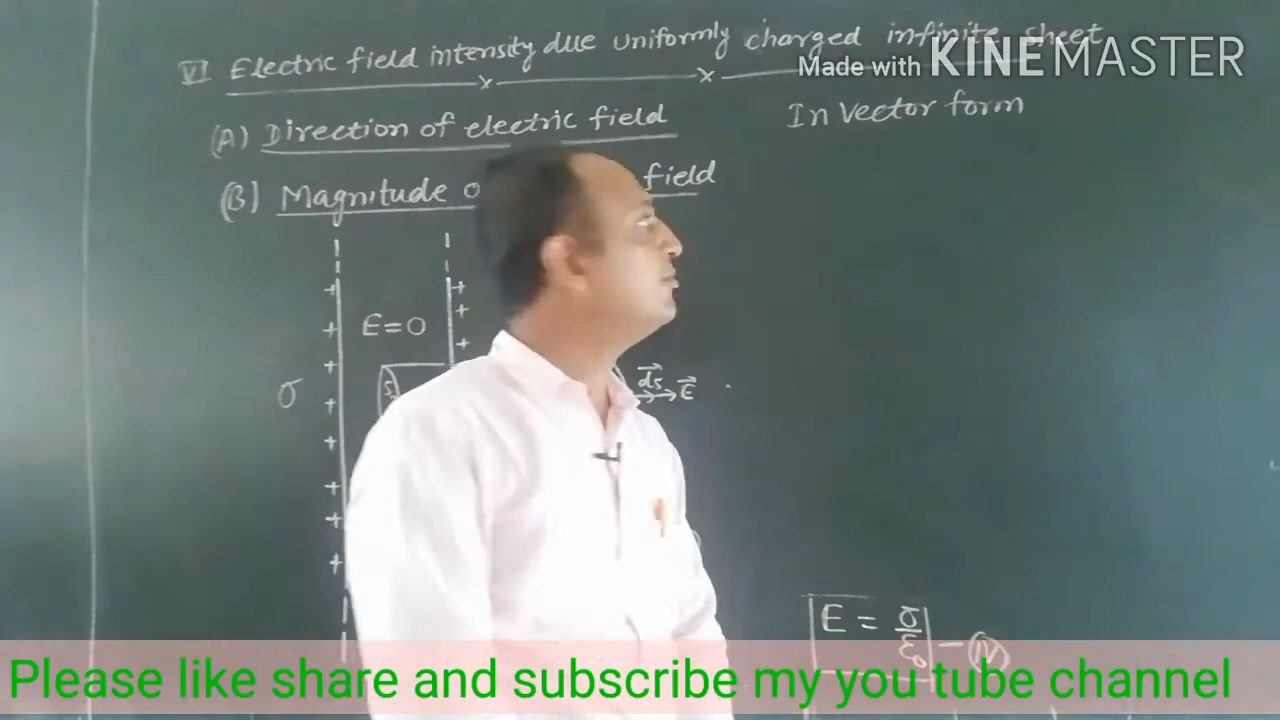 VI Electric field intensity due Uniformly charged infinite sheet
Made with KINEMASTER
(A) Direction of electric field
In Vector form
(B) Magnitude o field
E=0
σ
S
ds E
E = σ/ε₀ - IV
Please like share and subscribe my you tube channel